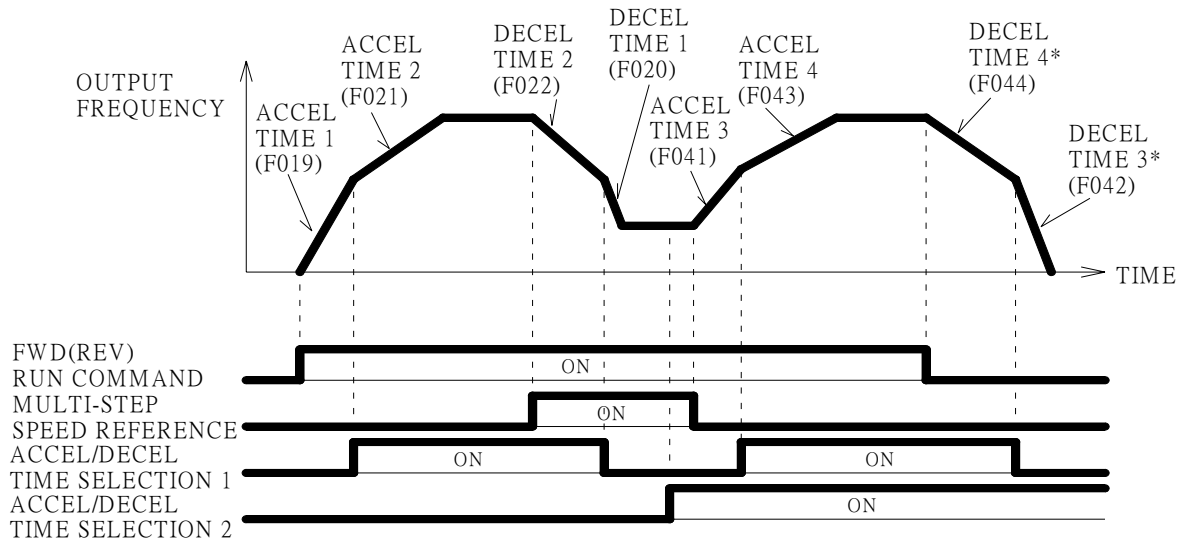 OUTPUT
FREQUENCY
ACCEL
TIME 1
(F019)
ACCEL
TIME 2
(F021)
DECEL
TIME 2
(F022)
DECEL
TIME 1
(F020)
ACCEL
TIME 3
(F041)
ACCEL
TIME 4
(F043)
DECEL
TIME 4*
(F044)
DECEL
TIME 3*
(F042)
TIME
FWD(REV)
RUN COMMAND
ON
MULTI-STEP
SPEED REFERENCE
ON
ACCEL/DECEL
TIME SELECTION 1
ON
ON
ACCEL/DECEL
TIME SELECTION 2
ON